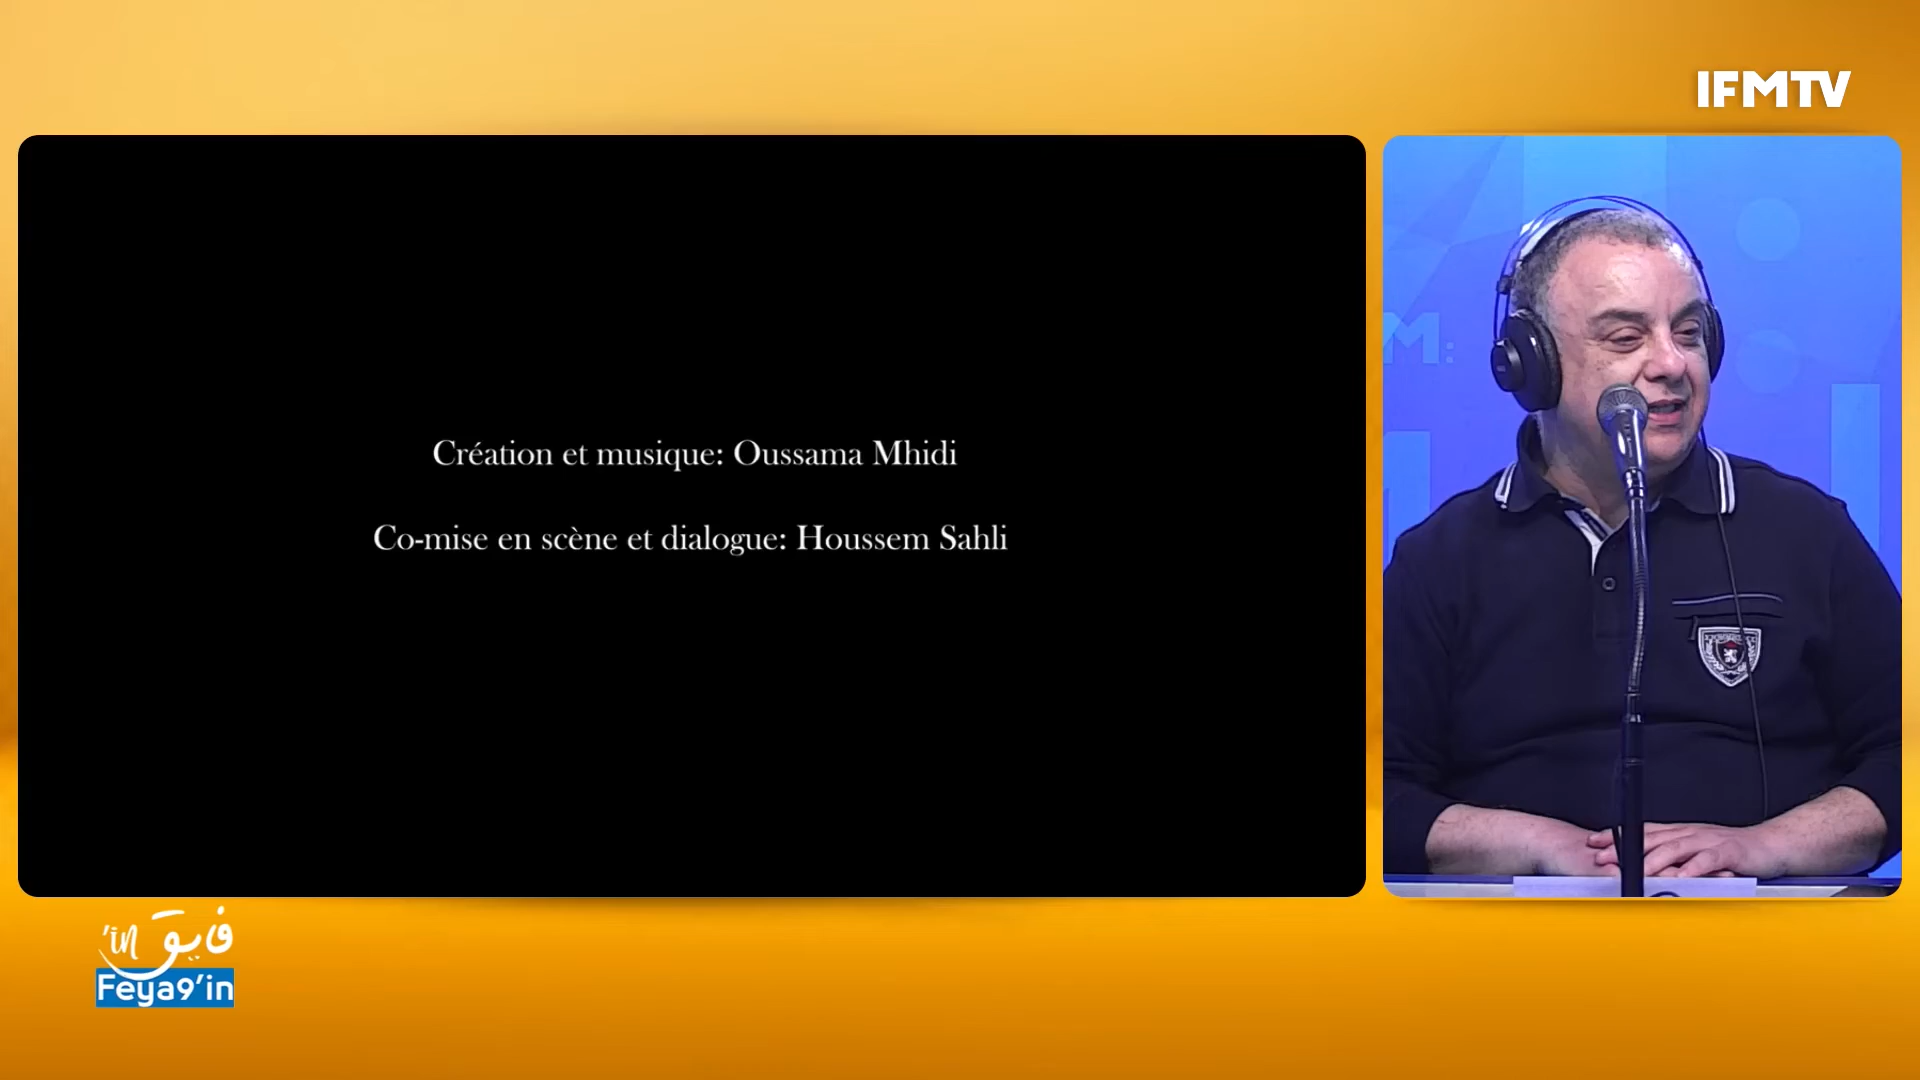 IFMTV
M:
Création et musique: Oussama Mhidi
Co-mise en scène et dialogue: Houssem Sahli
فايق 'in
Feya9'in